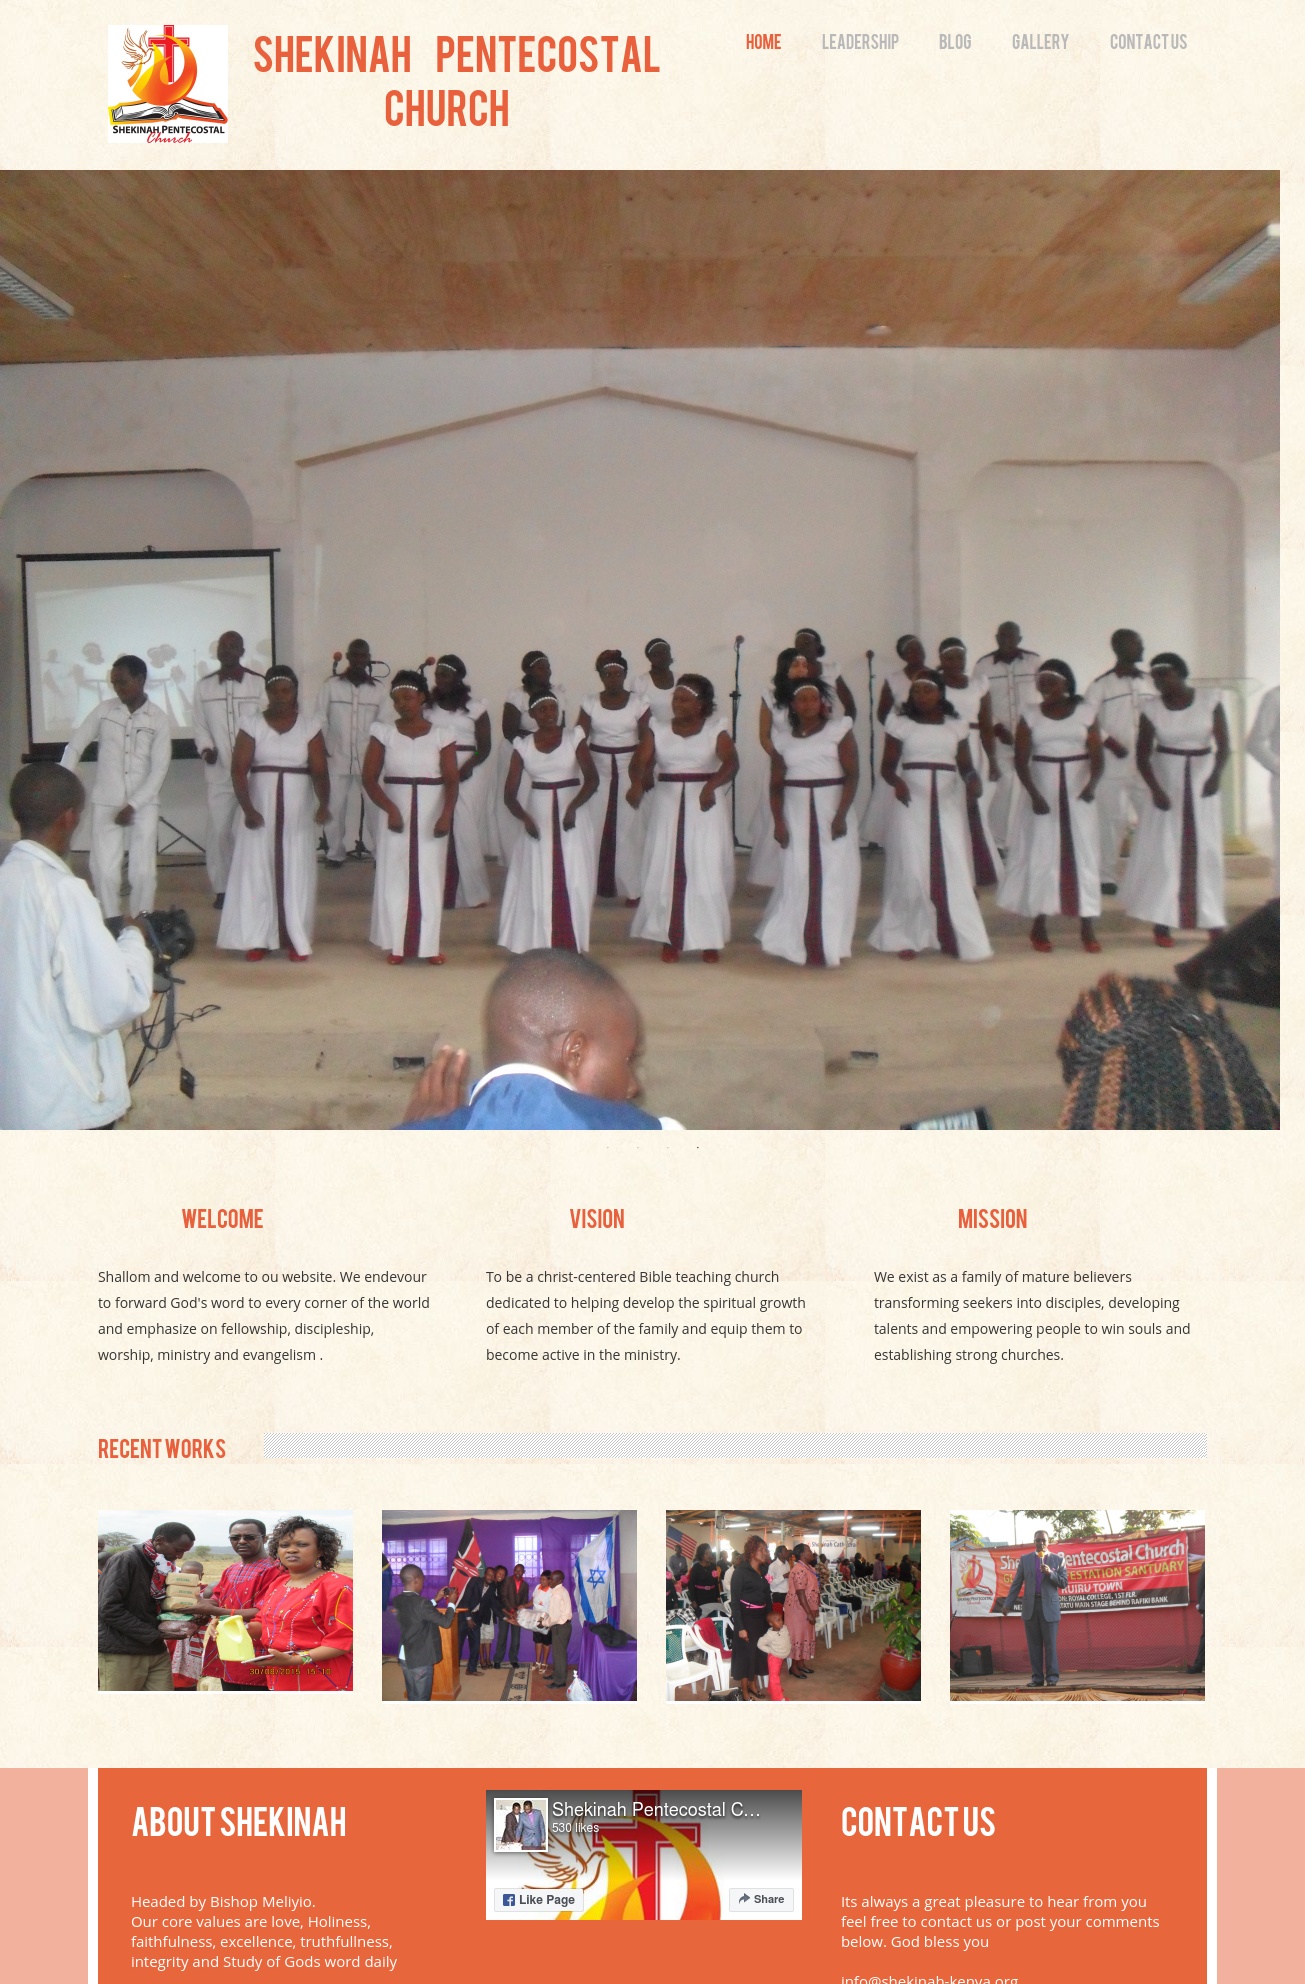 SHEKINAH PENTECOSTAL
CHURCH
HOME
LEADERSHIP
BLOG
GALLERY
CONTACT US
SHEKINAH PENTECOSTAL
Church
WELCOME
Shallom and welcome to ou website. We endevour
to forward God's word to every corner of the world
and emphasize on fellowship, discipleship,
worship, ministry and evangelism .
VISION
To be a christ-centered Bible teaching church
dedicated to helping develop the spiritual growth
of each member of the family and equip them to
become active in the ministry.
MISSION
We exist as a family of mature believers
transforming seekers into disciples, developing
talents and empowering people to win souls and
establishing strong churches.
RECENT WORKS
30/08/2015 15:10
Pentecostal Church
RUIRU TOWN
ROYAL COLLEGE, 1ST FLR.
MAIN STAGE BEHIND RAFIKI BANK
ABOUT SHEKINAH
Headed by Bishop Meliyio.
Our core values are love, Holiness,
faithfulness, excellence, truthfullness,
integrity and Study of Gods word daily
Shekinah Pentecostal C...
530 likes
Like Page
Share
CONTACT US
Its always a great pleasure to hear from you
feel free to contact us or post your comments
below. God bless you
info@shekinah-kenya.org